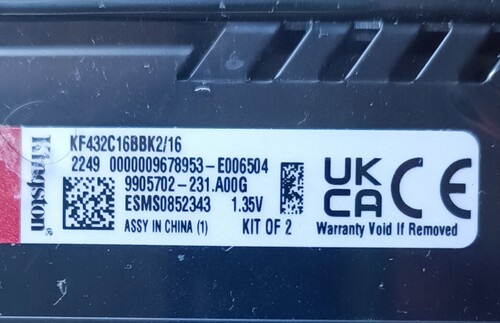 Kingston
KF432C16BBK2/16
2249 0000009678953-E006504
9905702-231.A00G
ESMS0852343 1.35V
ASSY IN CHINA (1) KIT OF 2
UK
CA
CE
Warranty Void If Removed